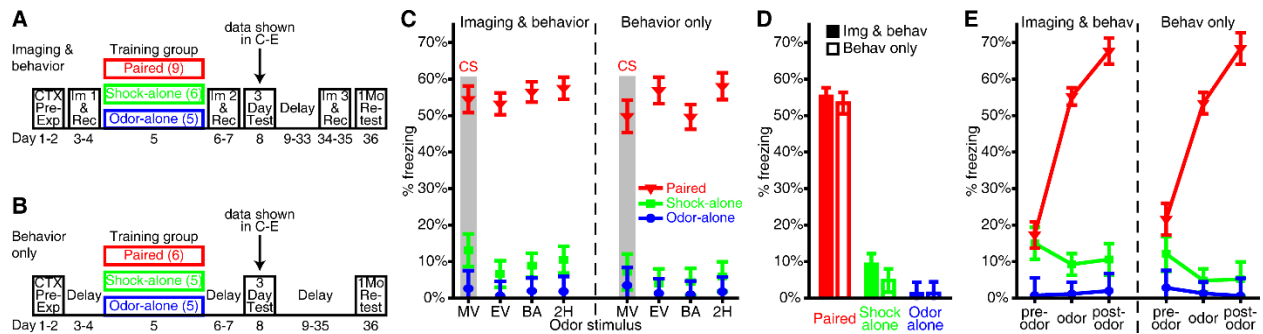 A
Imaging &
behavior
Training group
data shown
in C-E
Paired (9)
Shock-alone (6)
Odor-alone (5)
CTX
Pre-
Exp
Im 1
&
Rec
Im 2
&
Rec
3
Day
Test
Delay
Im 3
&
Rec
1Mo
Re-
test
Day 1-2 3-4 5 6-7 8 9-33 34-35 36
B
Behavior
only
Training group
data shown
in C-E
Paired (6)
Shock-alone (5)
Odor-alone (5)
CTX
Pre-
Exp
Delay
Delay
3
Day
Test
Delay
1Mo
Re-
test
Day 1-2 3-4 5 6-7 8 9-35 36
C
Imaging & behavior Behavior only
% freezing
70%
60%
50%
40%
30%
20%
10%
0%
CS
CS
Paired
Shock-alone
Odor-alone
MV EV BA 2H MV EV BA 2H
Odor stimulus
D
Img & behav
Behav only
% freezing
70%
60%
50%
40%
30%
20%
10%
0%
Paired
Shock
alone
Odor
alone
E
Imaging & behav Behav only
% freezing
70%
60%
50%
40%
30%
20%
10%
0%
pre-
odor
odor
post-
odor
pre-
odor
odor
post-
odor